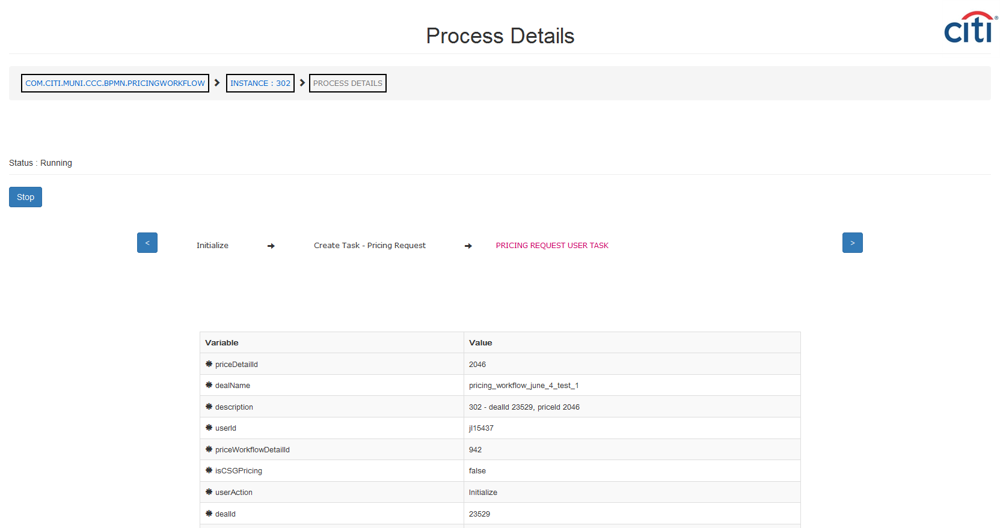 citi®
Process Details
COM.CITI.MUNI.CCC.BPMN.PRICINGWORKFLOW INSTANCE : 302 PROCESS DETAILS
Status : Running
Stop
< Initialize Create Task - Pricing Request PRICING REQUEST USER TASK >
Variable Value
priceDetailId 2046
dealName pricing_workflow_june_4_test_1
description 302 - dealId 23529, priceId 2046
userId jl15437
priceWorkflowDetailId 942
isCSGPricing false
userAction Initialize
dealId 23529